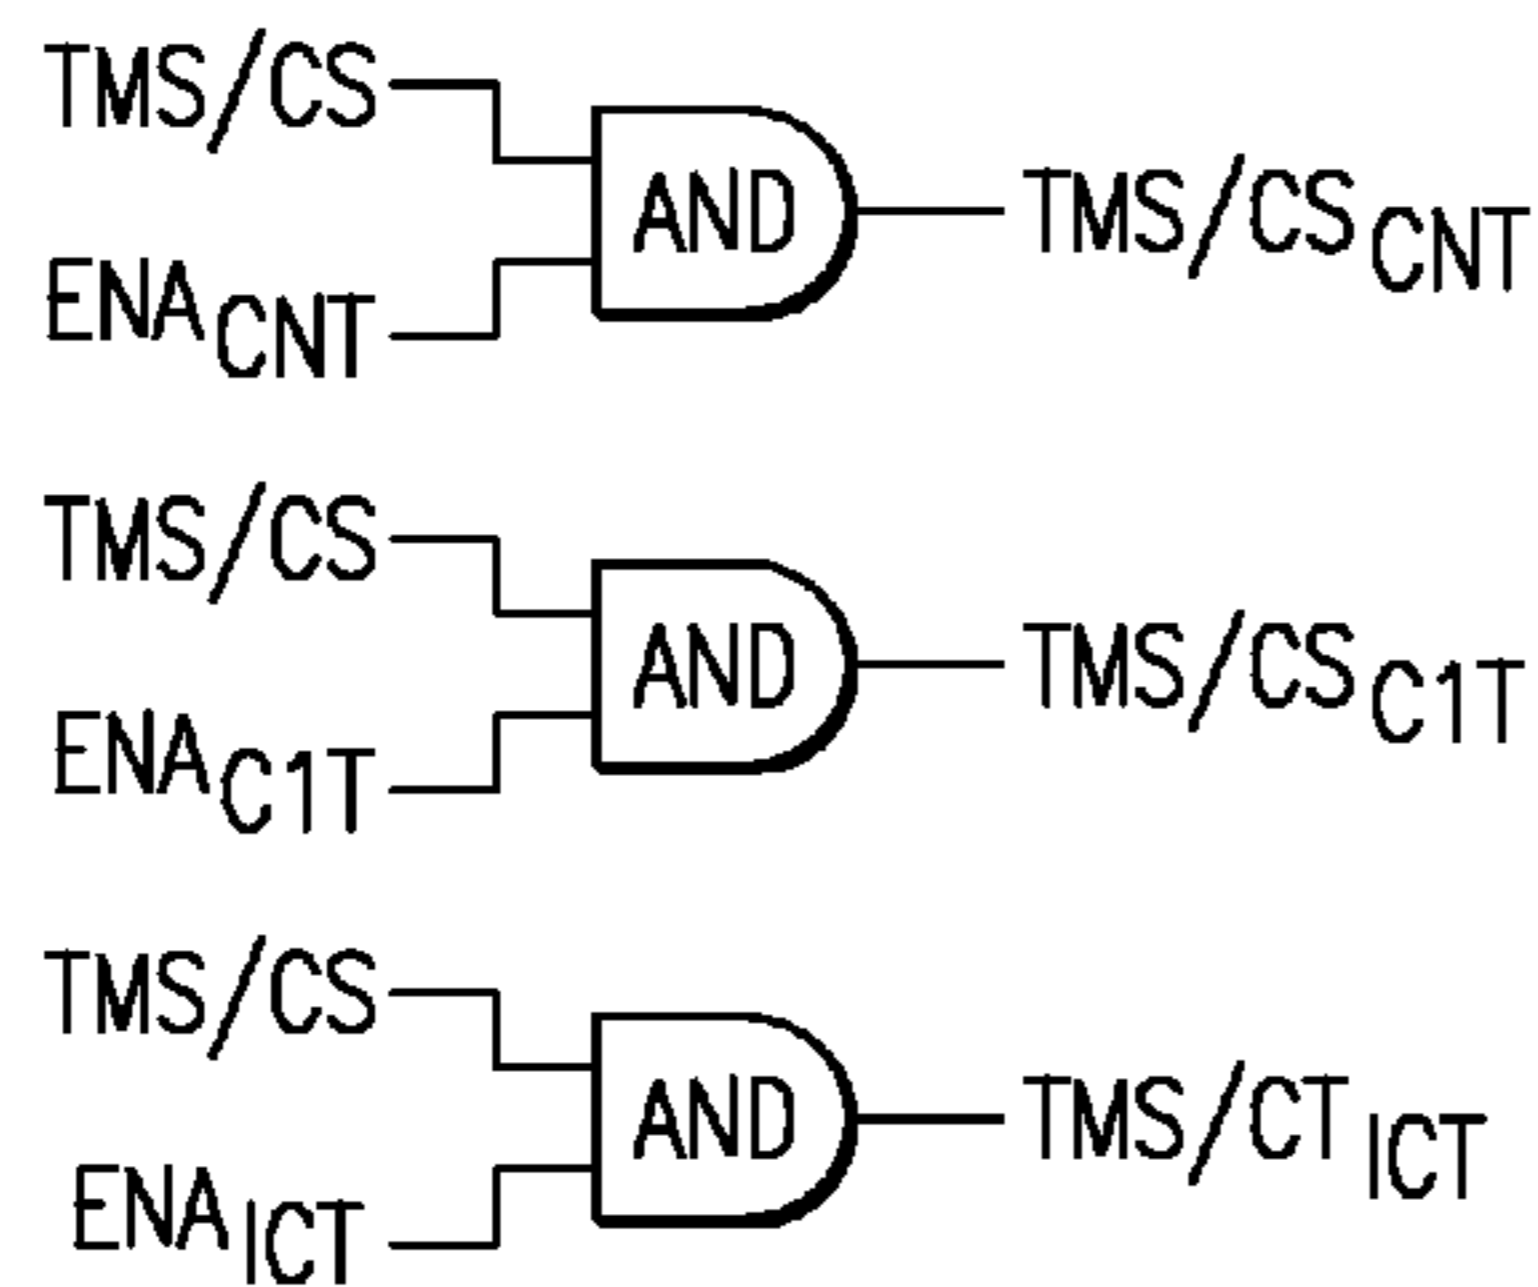 TMS/CS
AND
TMS/CS CNT
ENA CNT
TMS/CS
AND
TMS/CS C1T
ENA C1T
TMS/CS
AND
TMS/CT ICT
ENA ICT